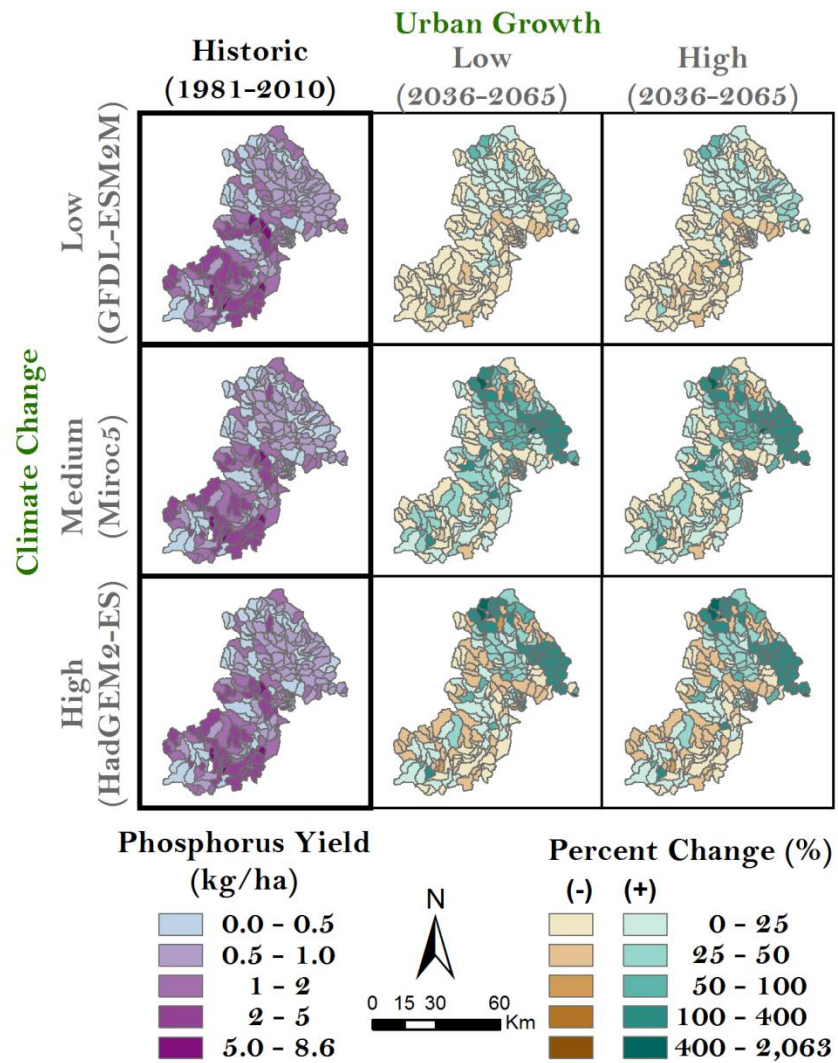 Urban Growth
Historic
(1981-2010)
Low
(2036-2065)
High
(2036-2065)
Climate Change
Low
(GFDL-ESM2M)
Medium
(Miroc5)
High
(HadGEM2-ES)
Phosphorus Yield
(kg/ha)
0.0 - 0.5
0.5 - 1.0
1 - 2
2 - 5
5.0 - 8.6
N
0 15 30 60
Km
Percent Change (%)
(-) (+)
0 - 25
25 - 50
50 - 100
100 - 400
400 - 2,063